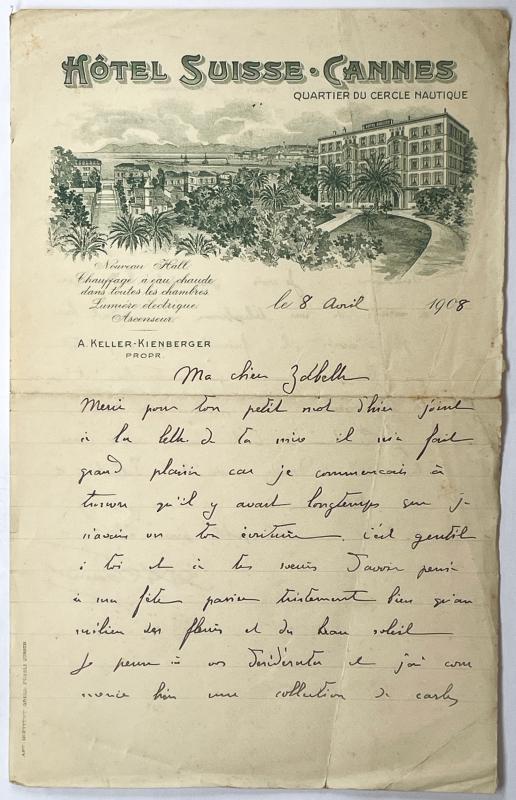 HÔTEL SUISSE • CANNES
QUARTIER DU CERCLE NAUTIQUE
Nouveau Hall
Chauffage a eau chaude
dans toutes les chambres
Lumière électrique
Ascenseur
A. KELLER-KIENBERGER
PROPR.
le 8 Avril 1908
Ma chère
Merci pour ton petit mot d'hier joint
à la lettre de ta mère il m'a fait
grand plaisir car je commencais à
trouver qu'il y avait longtemps que je
n'avais vu ton écriture. c'est gentil
à toi et à tes sœurs d'avoir pensé
à ma fête passée tristement bien qu'au
milieu des fleurs et du beau soleil
Je pense à vos désidérata et j'ai com
mencé hier une collection de cartes